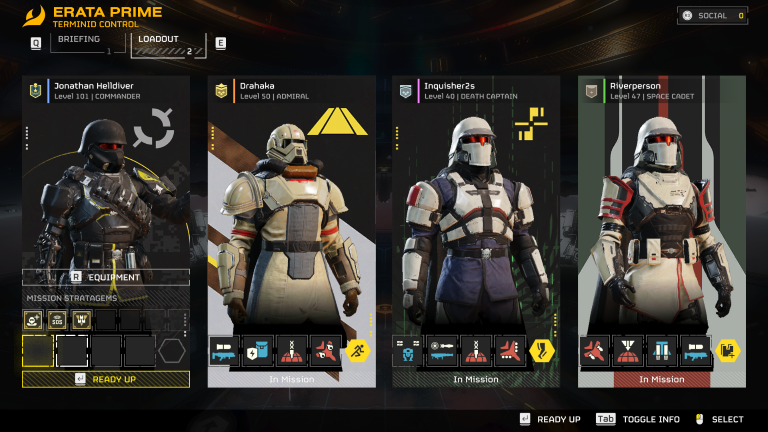 ERATA PRIME
TERMINID CONTROL
SOCIAL 0
Q BRIEFING 1 LOADOUT 2 E
Jonathan Helldiver
Level 101 | COMMANDER
Drahaka
Level 50 | ADMIRAL
Inquisher2s
Level 40 | DEATH CAPTAIN
Riverperson
Level 47 | SPACE CADET
R EQUIPMENT
MISSION STRATAGEMS
SOS
READY UP
In Mission
In Mission
In Mission
READY UP Tab TOGGLE INFO SELECT